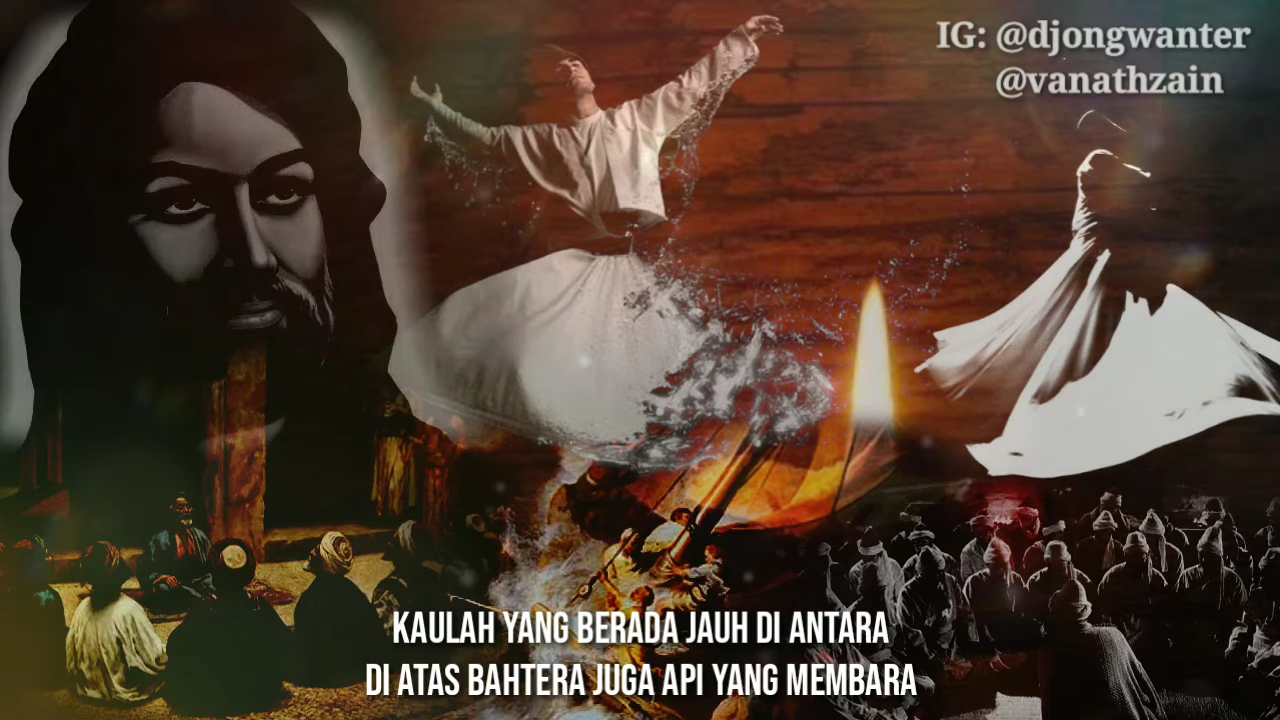 IG: @djongwanter
@vanathzain
KAULAH YANG BERADA JAUH DI ANTARA
DI ATAS BAHTERA JUGA API YANG MEMBARA